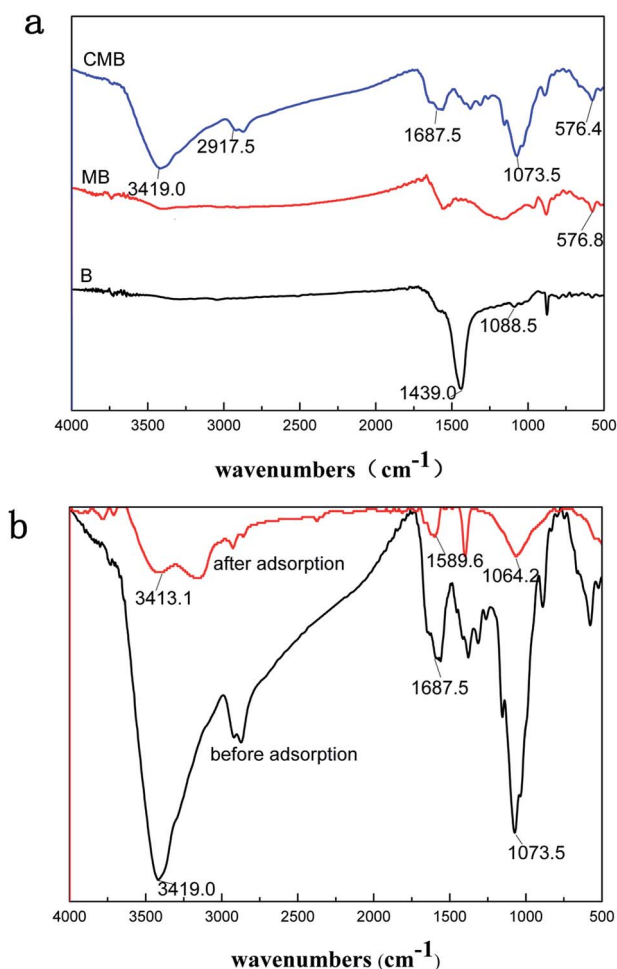 a
CMB
2917.5
1687.5
576.4
3419.0
1073.5
MB
576.8
B
1088.5
1439.0
4000 3500 3000 2500 2000 1500 1000 500
wavenumbers（cm-1）
b
after adsorption
3413.1
1589.6
1064.2
1687.5
before adsorption
1073.5
3419.0
4000 3500 3000 2500 2000 1500 1000 500
wavenumbers (cm-1)